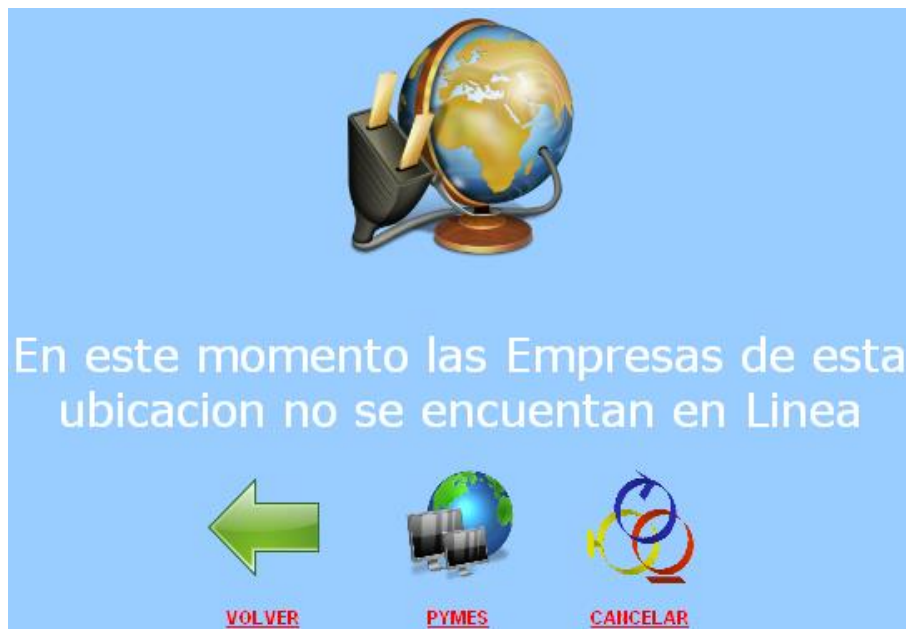 En este momento las Empresas de esta
ubicacion no se encuentan en Linea
VOLVER PYMES CANCELAR